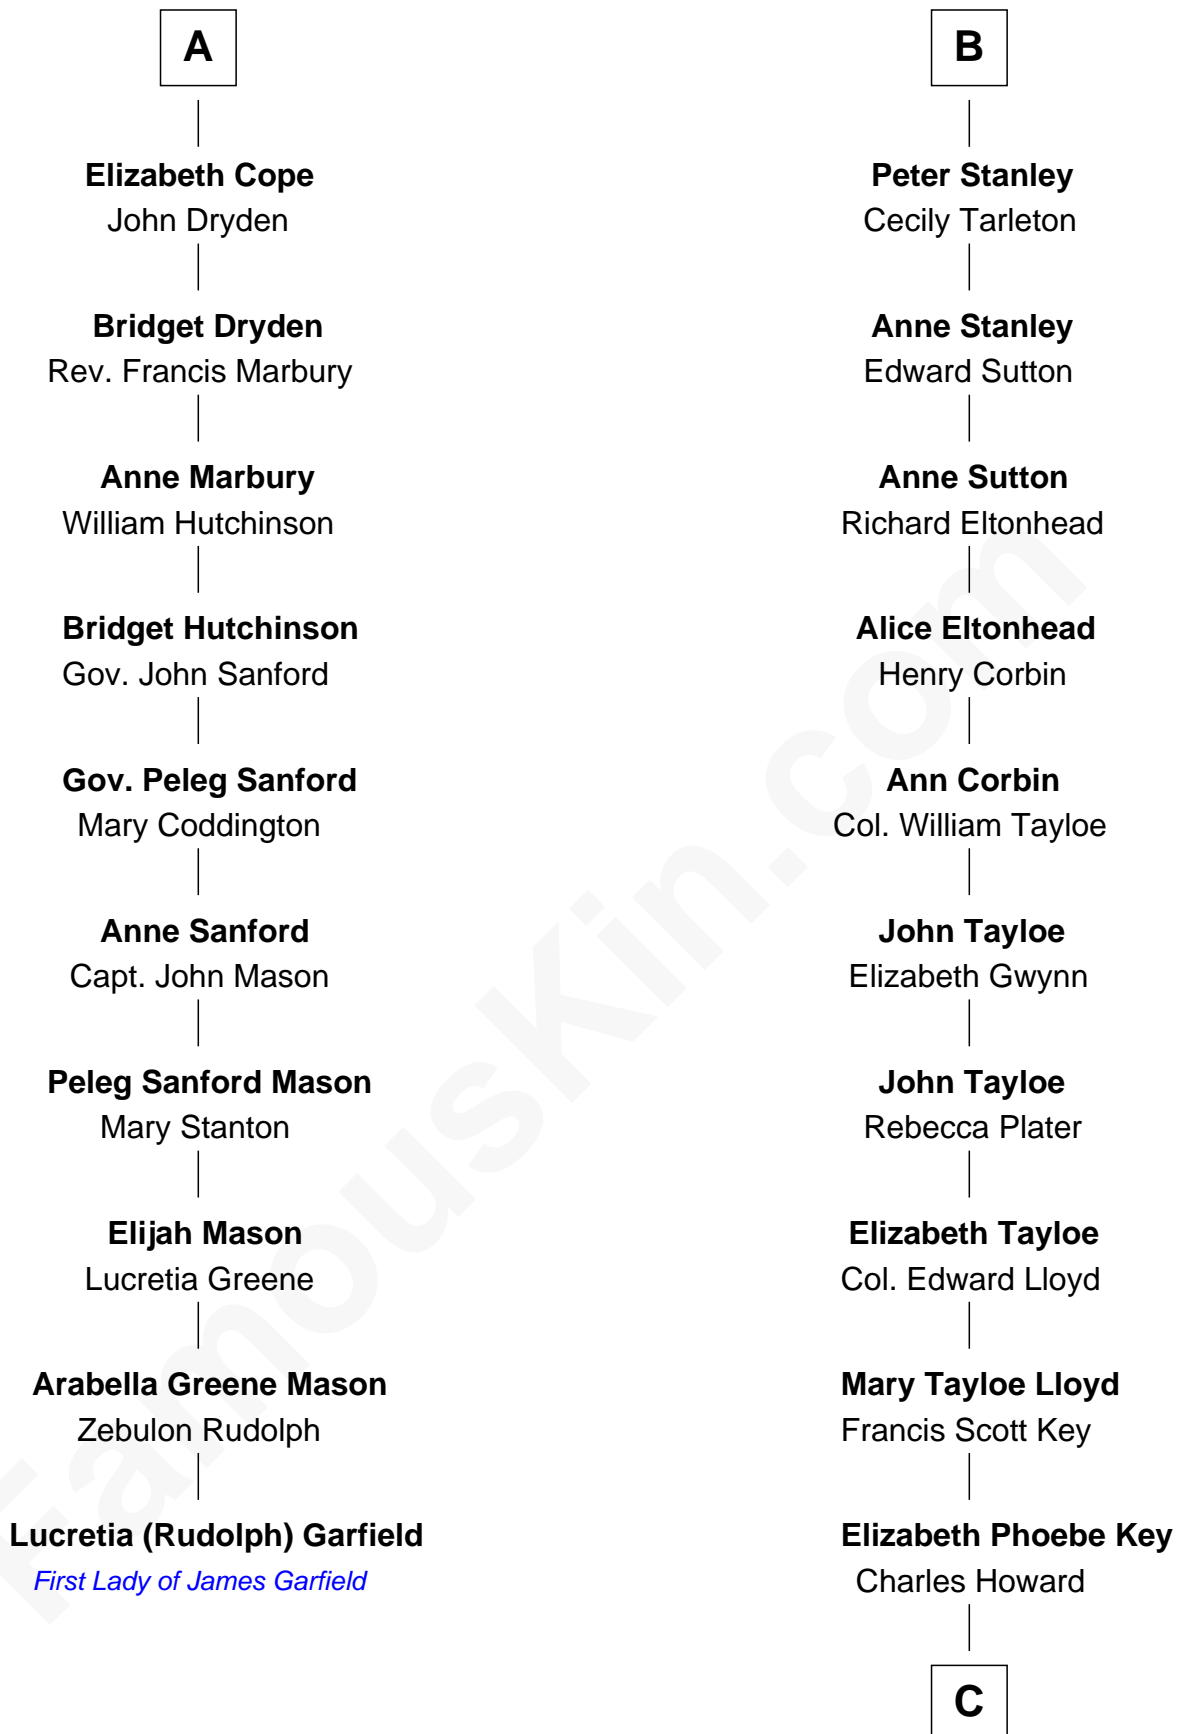 A
Elizabeth Cope
John Dryden
Bridget Dryden
Rev. Francis Marbury
Anne Marbury
William Hutchinson
Bridget Hutchinson
Gov. John Sanford
Gov. Peleg Sanford
Mary Coddington
Anne Sanford
Capt. John Mason
Peleg Sanford Mason
Mary Stanton
Elijah Mason
Lucretia Greene
Arabella Greene Mason
Zebulon Rudolph
Lucretia (Rudolph) Garfield
First Lady of James Garfield
B
Peter Stanley
Cecily Tarleton
Anne Stanley
Edward Sutton
Anne Sutton
Richard Eltonhead
Alice Eltonhead
Henry Corbin
Ann Corbin
Col. William Tayloe
John Tayloe
Elizabeth Gwynn
John Tayloe
Rebecca Plater
Elizabeth Tayloe
Col. Edward Lloyd
Mary Tayloe Lloyd
Francis Scott Key
Elizabeth Phoebe Key
Charles Howard
C
FamousKin.com